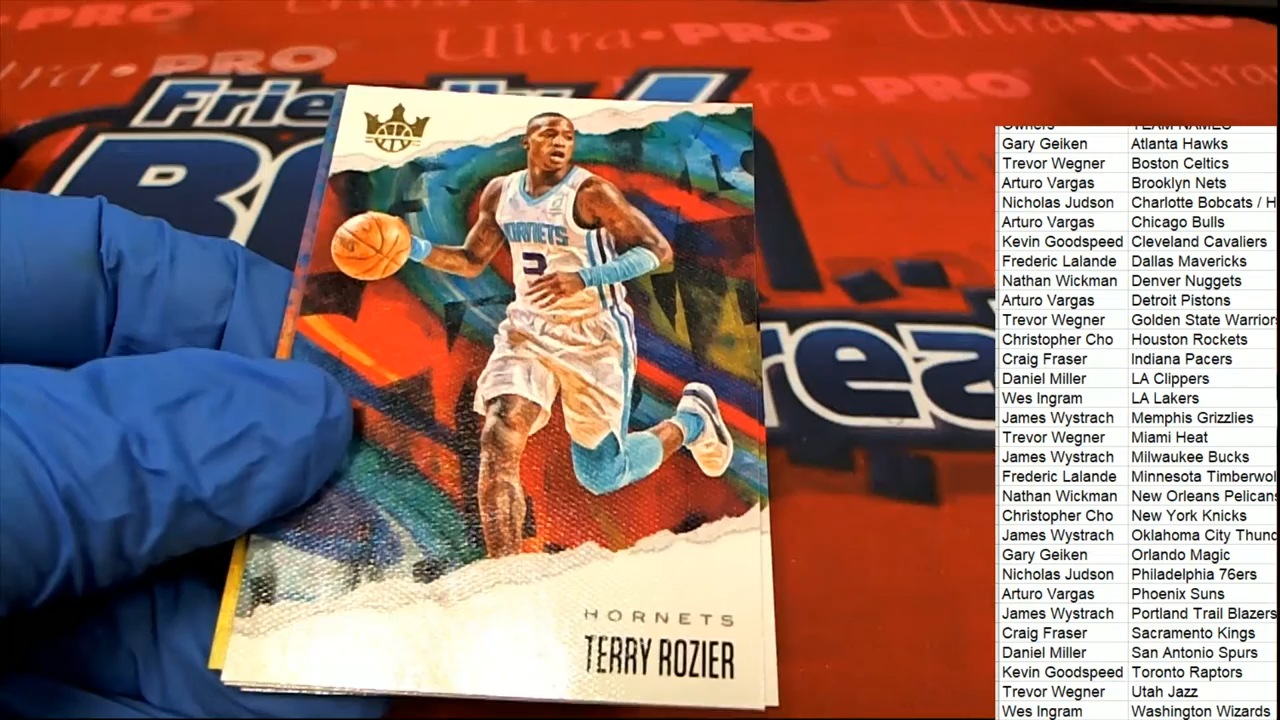 Ultra • PRO
Ultra • PRO
Ultra
Friendly
HORNETS
3
HORNETS
TERRY ROZIER
Owners TEAM NAMES
Gary Geiken Atlanta Hawks
Trevor Wegner Boston Celtics
Arturo Vargas Brooklyn Nets
Nicholas Judson Charlotte Bobcats / H
Arturo Vargas Chicago Bulls
Kevin Goodspeed Cleveland Cavaliers
Frederic Lalande Dallas Mavericks
Nathan Wickman Denver Nuggets
Arturo Vargas Detroit Pistons
Trevor Wegner Golden State Warriors
Christopher Cho Houston Rockets
Craig Fraser Indiana Pacers
Daniel Miller LA Clippers
Wes Ingram LA Lakers
James Wystrach Memphis Grizzlies
Trevor Wegner Miami Heat
James Wystrach Milwaukee Bucks
Frederic Lalande Minnesota Timberwol
Nathan Wickman New Orleans Pelicans
Christopher Cho New York Knicks
James Wystrach Oklahoma City Thund
Gary Geiken Orlando Magic
Nicholas Judson Philadelphia 76ers
Arturo Vargas Phoenix Suns
James Wystrach Portland Trail Blazers
Craig Fraser Sacramento Kings
Daniel Miller San Antonio Spurs
Kevin Goodspeed Toronto Raptors
Trevor Wegner Utah Jazz
Wes Ingram Washington Wizards